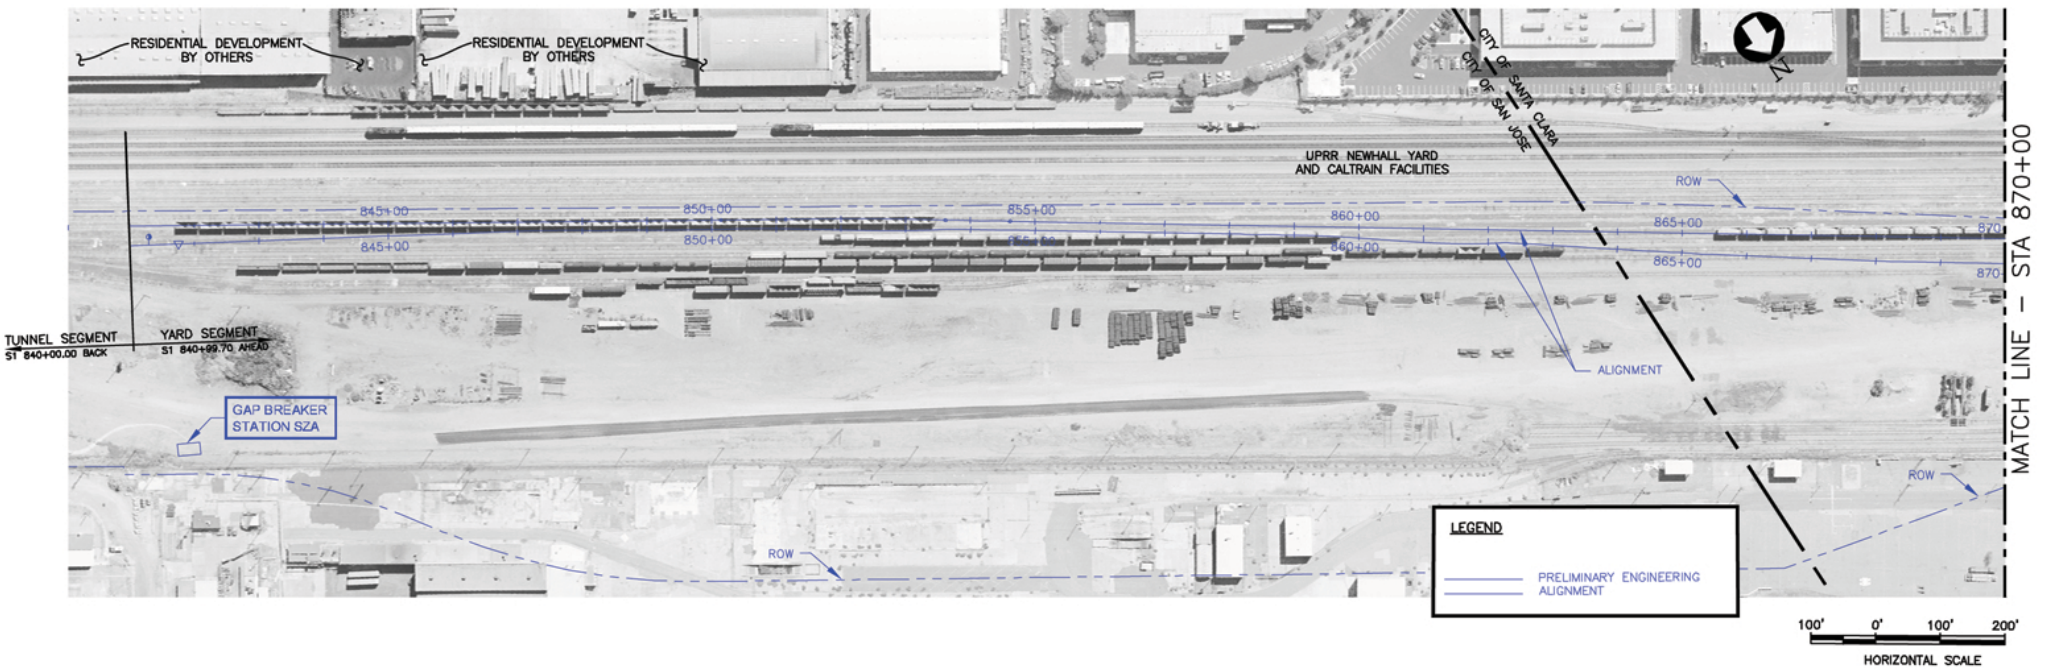 RESIDENTIAL DEVELOPMENT
BY OTHERS
RESIDENTIAL DEVELOPMENT
BY OTHERS
CITY OF SANTA CLARA
CITY OF SAN JOSE
N
UPRR NEWHALL YARD
AND CALTRAIN FACILITIES
ROW
845+00
850+00
855+00
860+00
865+00
870
845+00
850+00
855+00
860+00
865+00
870
MATCH LINE – STA 870+00
TUNNEL SEGMENT
S1 840+00.00 BACK
YARD SEGMENT
S1 840+99.70 AHEAD
ALIGNMENT
GAP BREAKER
STATION SZA
ROW
ROW
LEGEND
PRELIMINARY ENGINEERING
ALIGNMENT
100' 0' 100' 200'
HORIZONTAL SCALE